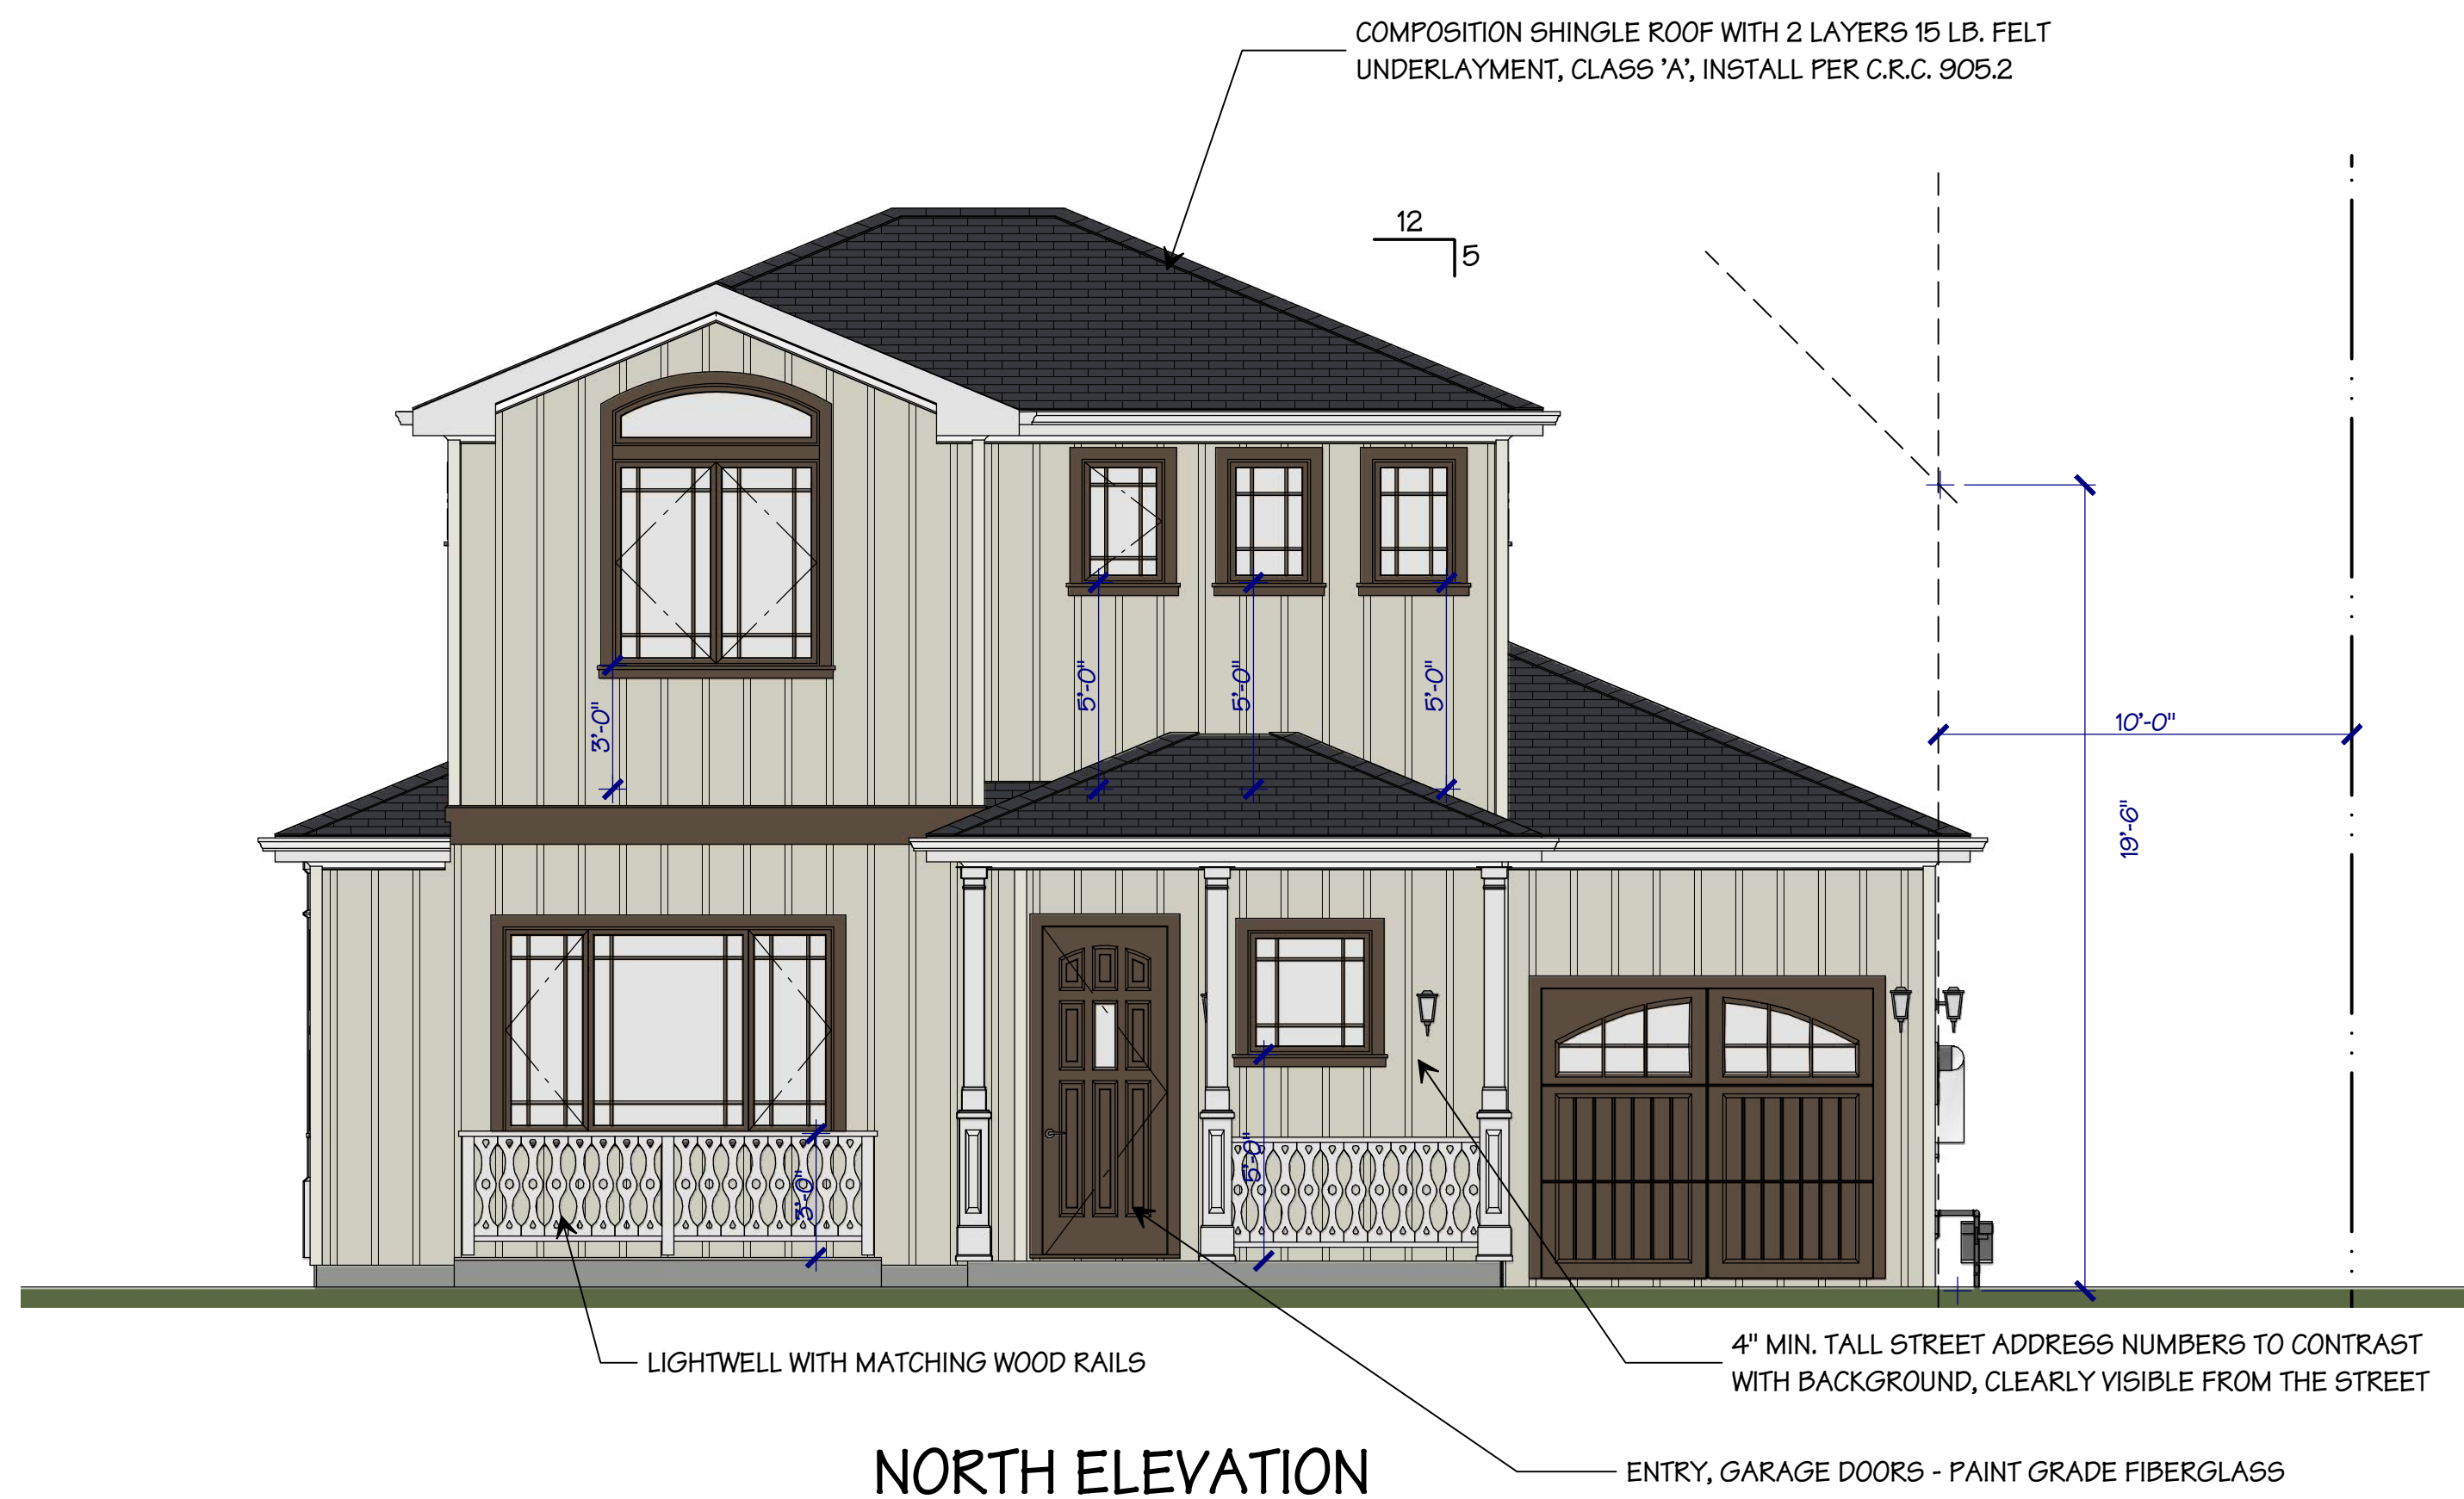 COMPOSITION SHINGLE ROOF WITH 2 LAYERS 15 LB. FELT
UNDERLAYMENT, CLASS 'A', INSTALL PER C.R.C. 905.2
12
5
3'-0"
5'-0"
5'-0"
5'-0"
10'-0"
19'-6"
3'-0"
5'-0"
LIGHTWELL WITH MATCHING WOOD RAILS
4" MIN. TALL STREET ADDRESS NUMBERS TO CONTRAST
WITH BACKGROUND, CLEARLY VISIBLE FROM THE STREET
NORTH ELEVATION
ENTRY, GARAGE DOORS - PAINT GRADE FIBERGLASS